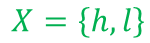 X = {h, l}